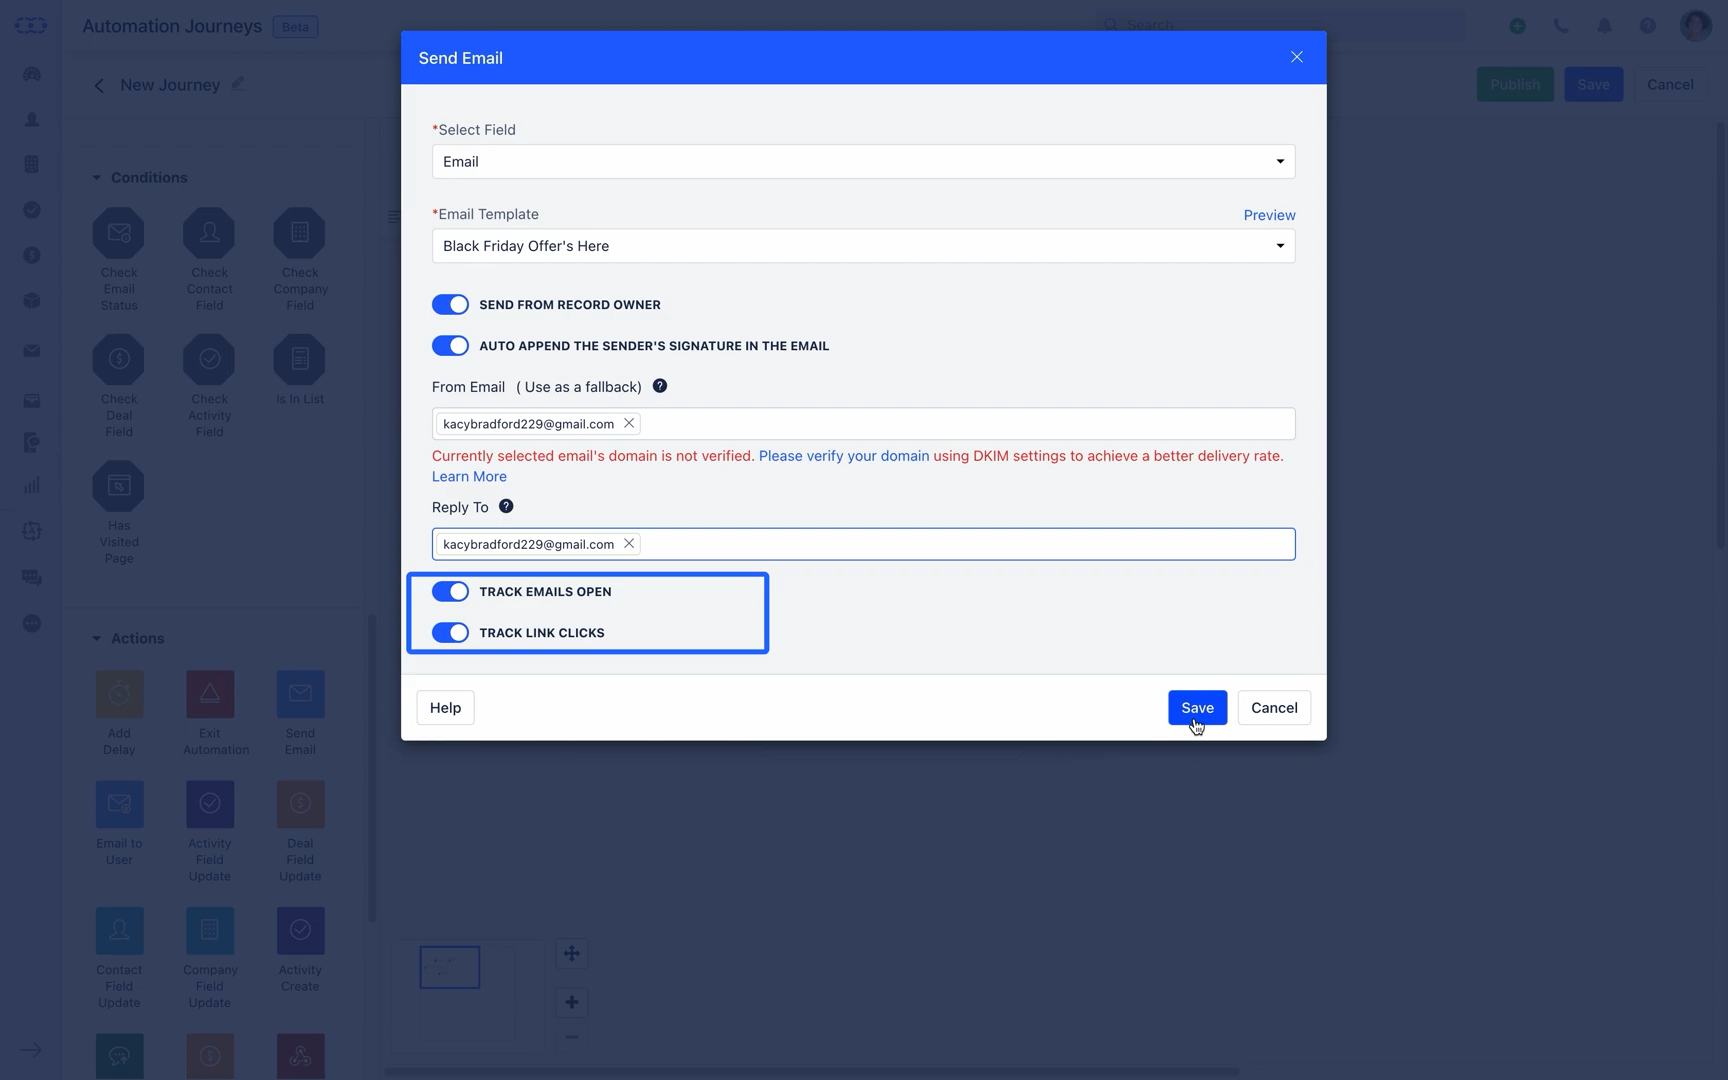 Automation Journeys
Beta
Search
New Journey
Publish
Save
Cancel
Conditions
Check Email Status
Check Contact Field
Check Company Field
Check Deal Field
Check Activity Field
Is In List
Has Visited Page
Actions
Add Delay
Exit Automation
Send Email
Email to User
Activity Field Update
Deal Field Update
Contact Field Update
Company Field Update
Activity Create
Send Email
*Select Field
Email
*Email Template
Preview
Black Friday Offer's Here
SEND FROM RECORD OWNER
AUTO APPEND THE SENDER'S SIGNATURE IN THE EMAIL
From Email ( Use as a fallback)
kacybradford229@gmail.com
Currently selected email's domain is not verified. Please verify your domain using DKIM settings to achieve a better delivery rate.
Learn More
Reply To
kacybradford229@gmail.com
TRACK EMAILS OPEN
TRACK LINK CLICKS
Help
Save
Cancel